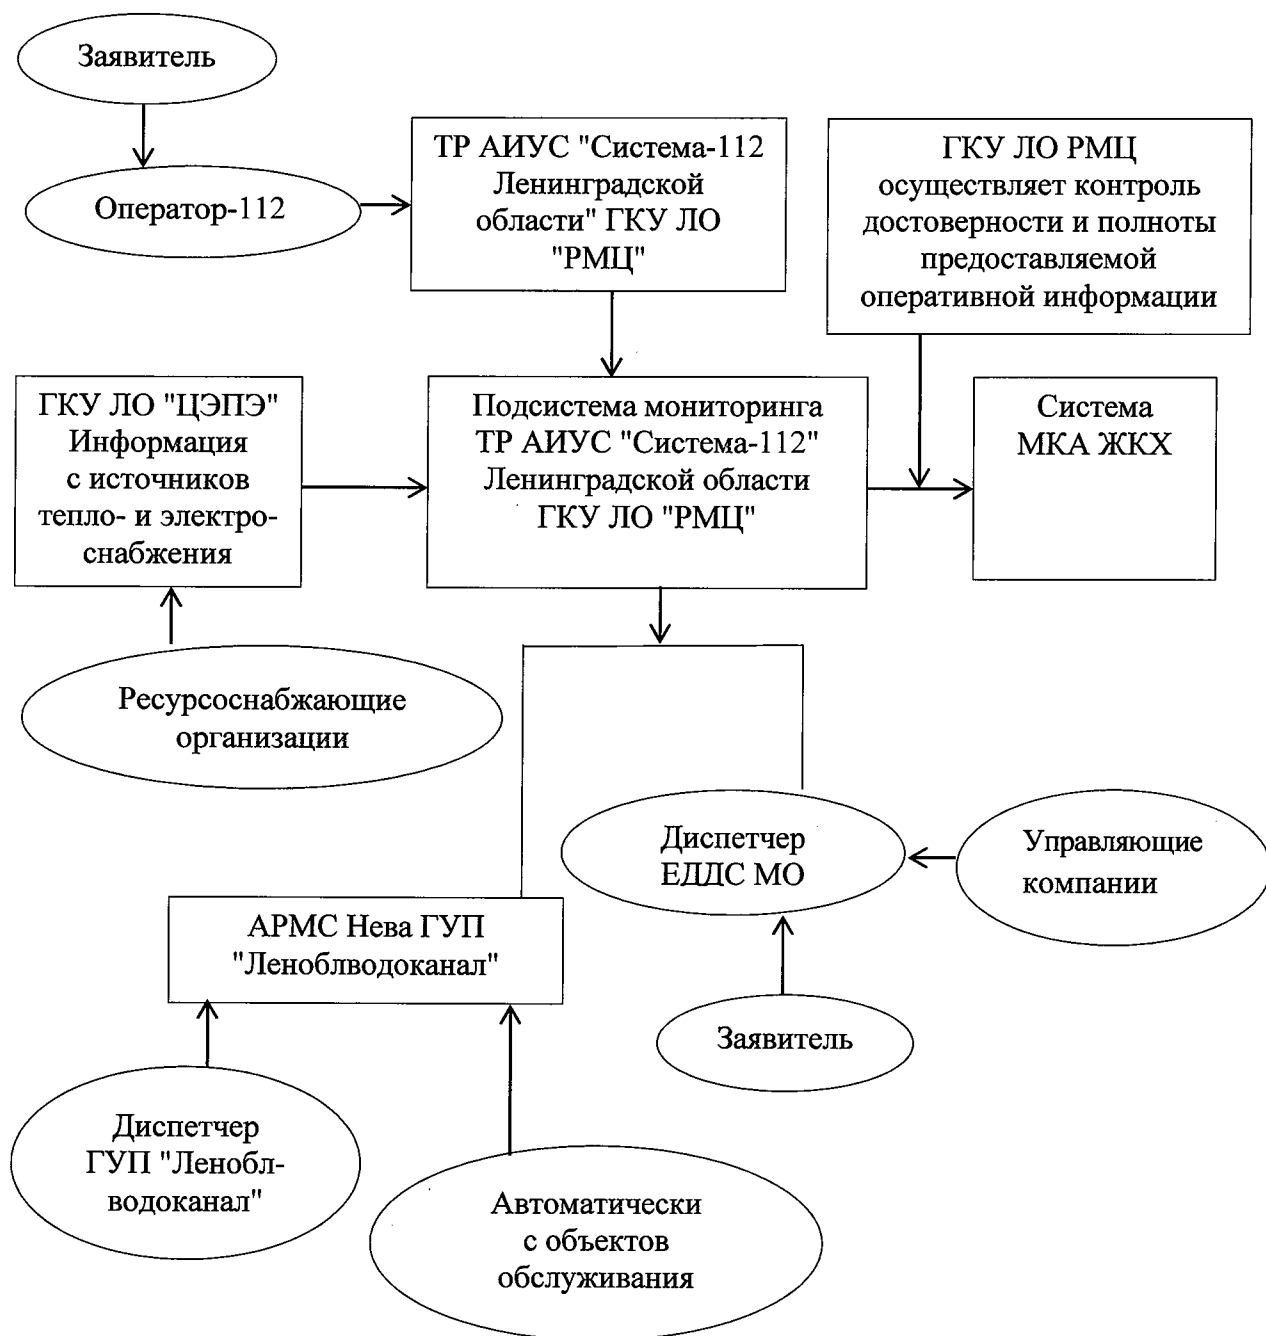 Заявитель
Оператор-112
ТР АИУС "Система-112
Ленинградской
области" ГКУ ЛО
"РМЦ"
ГКУ ЛО РМЦ
осуществляет контроль
достоверности и полноты
предоставляемой
оперативной информации
ГКУ ЛО "ЦЭПЭ"
Информация
с источников
тепло- и электро-
снабжения
Подсистема мониторинга
ТР АИУС "Система-112"
Ленинградской области
ГКУ ЛО "РМЦ"
Система
МКА ЖКХ
Ресурсоснабжающие
организации
Диспетчер
ЕДДС МО
Управляющие
компании
АРМС Нева ГУП
"Леноблводоканал"
Заявитель
Диспетчер
ГУП "Ленобл-
водоканал"
Автоматически
с объектов
обслуживания